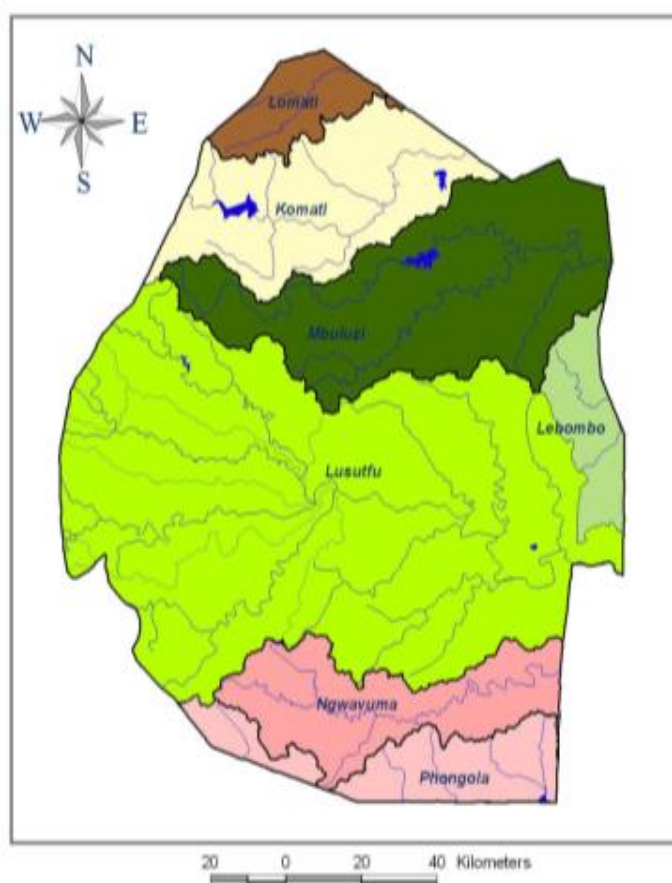 N
W E
S
Lomati
Komati
Mbuluzi
Lebombo
Lusutfu
Ngwavuma
Phongola
20 0 20 40 Kilometers